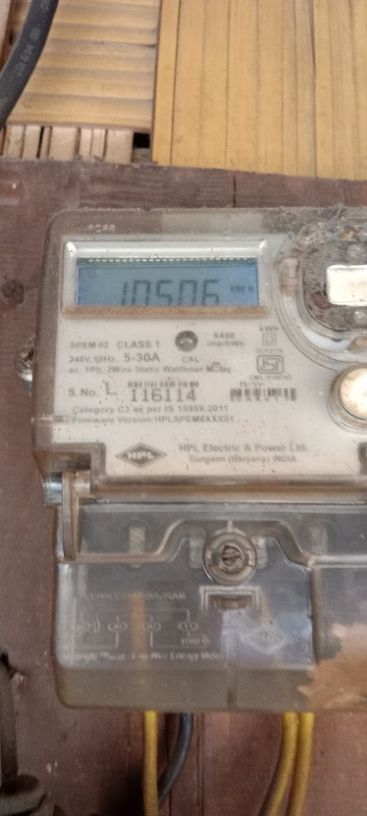 10506 kWh
SPEM 02 CLASS 1
240V, 50Hz. 5-30A CAL
6400 imp/kWh
kWh
ac. 1Ph. 2Wire Static Watthour Meter
S. No. L 116114
Category C3 as per IS 15959:2011
Firmware Version:HPLSPEM6XXX01
HPL
HPL Electric & Power Ltd.
Gurgaon (Haryana) INDIA